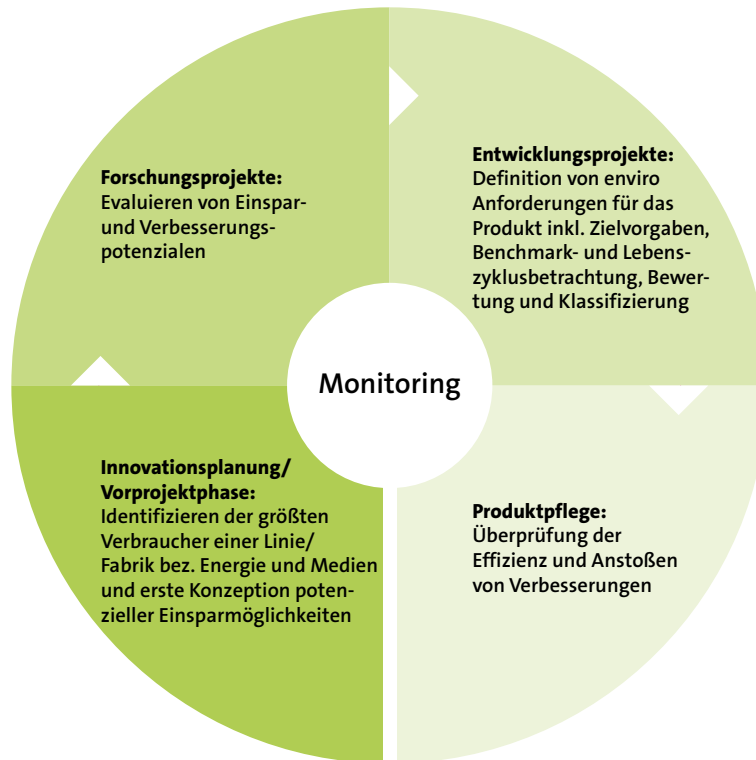 Forschungsprojekte:
Evaluieren von Einspar-
und Verbesserungs-
potenzialen
Entwicklungsprojekte:
Definition von enviro
Anforderungen für das
Produkt inkl. Zielvorgaben,
Benchmark- und Lebens-
zyklusbetrachtung, Bewer-
tung und Klassifizierung
Monitoring
Innovationsplanung/
Vorprojektphase:
Identifizieren der größten
Verbraucher einer Linie/
Fabrik bez. Energie und Medien
und erste Konzeption poten-
zieller Einsparmöglichkeiten
Produktpflege:
Überprüfung der
Effizienz und Anstoßen
von Verbesserungen